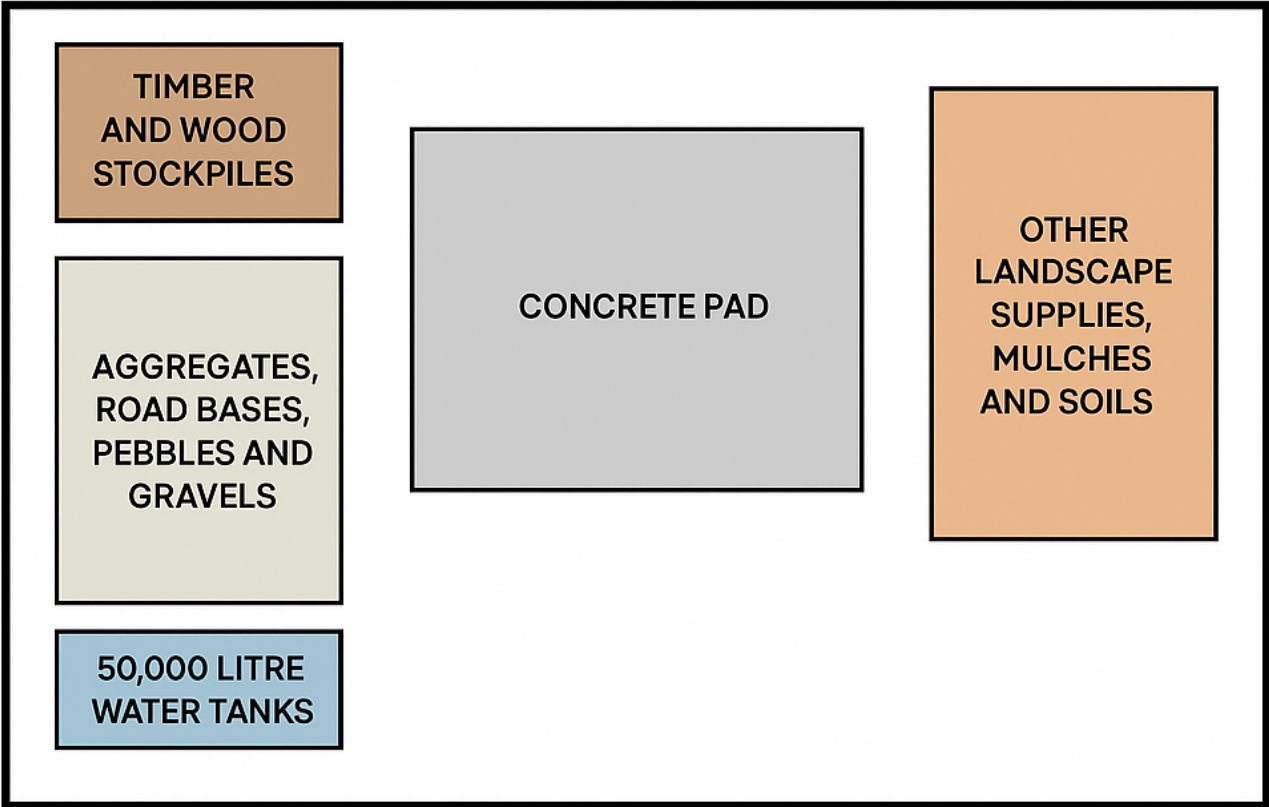 TIMBER
AND WOOD
STOCKPILES
AGGREGATES,
ROAD BASES,
PEBBLES AND
GRAVELS
50,000 LITRE
WATER TANKS
CONCRETE PAD
OTHER
LANDSCAPE
SUPPLIES,
MULCHES
AND SOILS